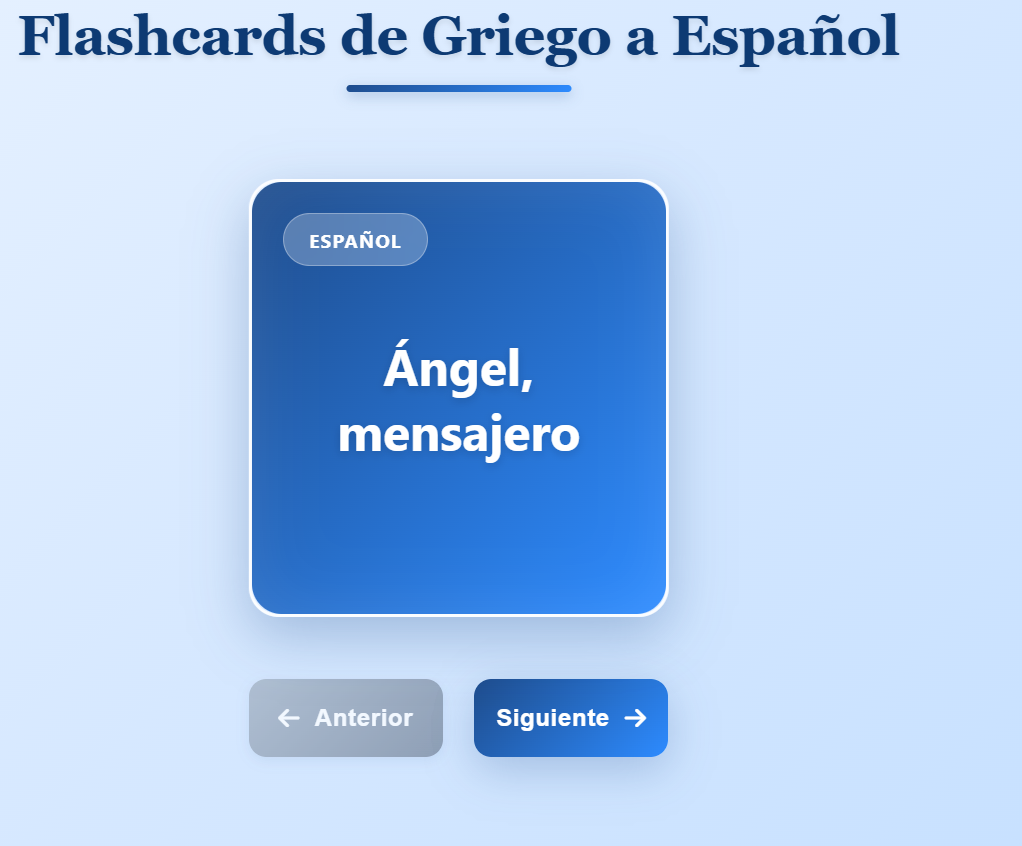 Flashcards de Griego a Español
ESPAÑOL
Ángel,
mensajero
Anterior
Siguiente